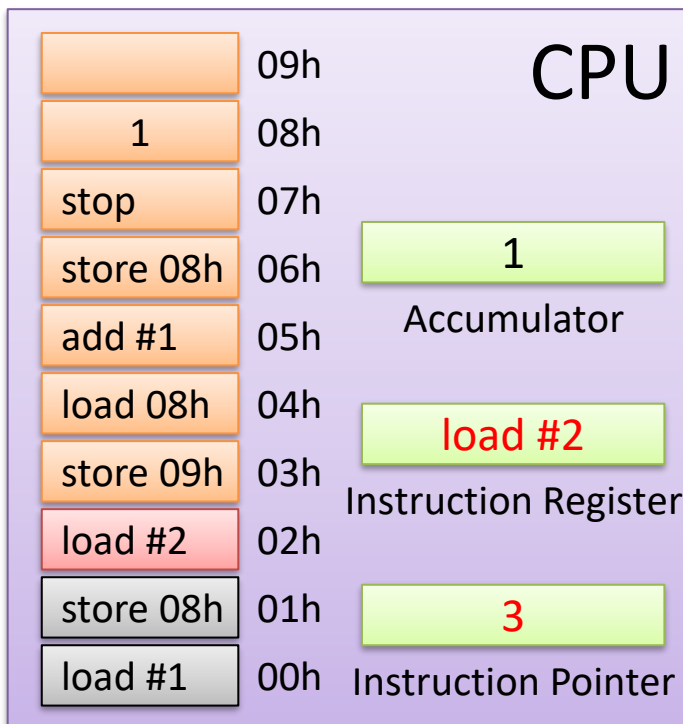 CPU
09h
1 08h
stop 07h
store 08h 06h
add #1 05h
load 08h 04h
store 09h 03h
load #2 02h
store 08h 01h
load #1 00h
1
Accumulator
load #2
Instruction Register
3
Instruction Pointer